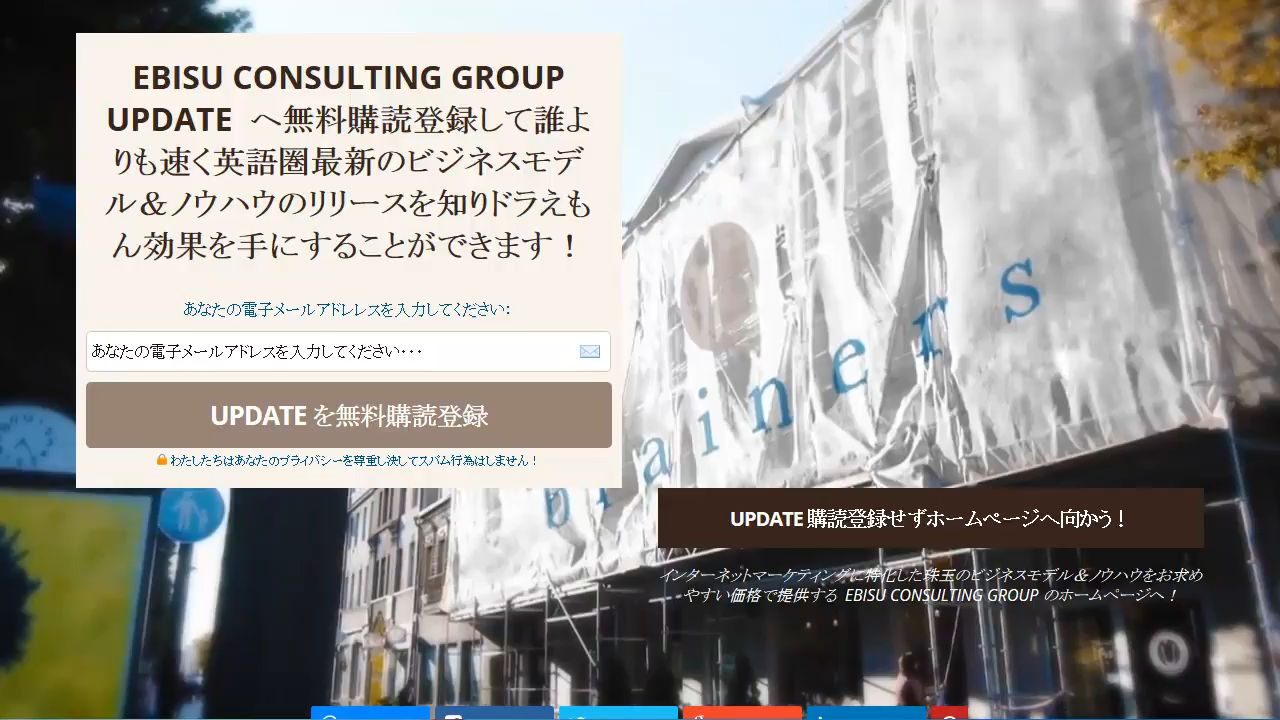 EBISU CONSULTING GROUP
UPDATE へ無料購読登録して誰よ
りも速く英語圏最新のビジネスモデ
ル＆ノウハウのリリースを知りドラえも
ん効果を手にすることができます！
あなたの電子メールアドレスを入力してください:
あなたの電子メールアドレスを入力してください・・・
UPDATE を無料購読登録
わたしたちはあなたのプライバシーを尊重し決してスパム行為はしません！
brainers
UPDATE 購読登録せずホームページへ向かう！
インターネットマーケティングに特化した珠玉のビジネスモデル＆ノウハウをお求め
やすい価格で提供する EBISU CONSULTING GROUP のホームページへ！